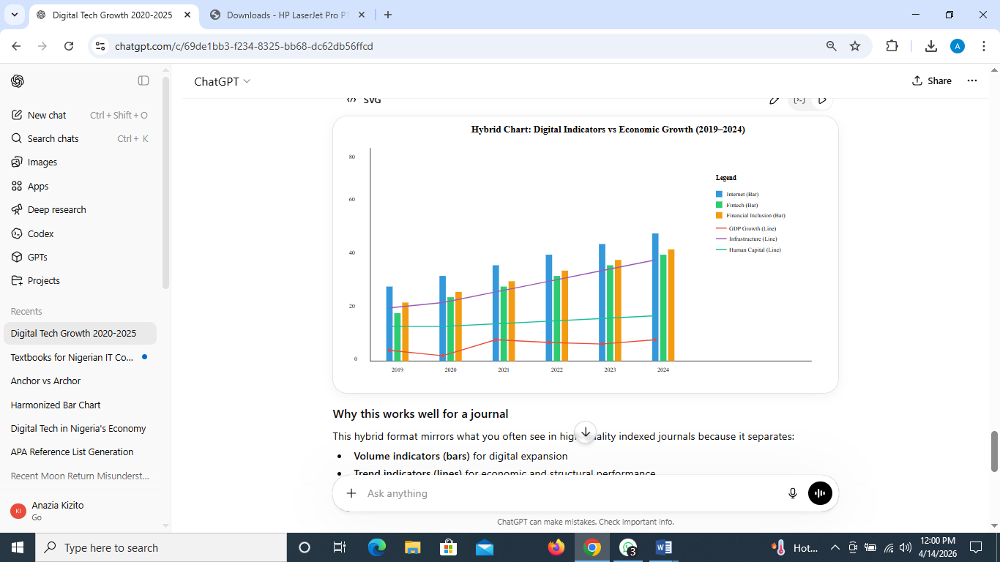 Digital Tech Growth 2020-2025
Downloads - HP LaserJet Pro P1
chatgpt.com/c/69de1bb3-f234-8325-bb68-dc62db56ffcd
A
ChatGPT
Share
New chat Ctrl + Shift + O
Search chats Ctrl + K
Images
Apps
Deep research
Codex
GPTs
Projects
Recents
Digital Tech Growth 2020-2025
Textbooks for Nigerian IT Co...
Anchor vs Archor
Harmonized Bar Chart
Digital Tech in Nigeria's Economy
APA Reference List Generation
Recent Moon Return Misunderst...
KI
Anazia Kizito
Go
SVG
Hybrid Chart: Digital Indicators vs Economic Growth (2019–2024)
80
60
40
20
0
2019 2020 2021 2022 2023 2024
Legend
Internet (Bar)
Fintech (Bar)
Financial Inclusion (Bar)
GDP Growth (Line)
Infrastructure (Line)
Human Capital (Line)
Why this works well for a journal
This hybrid format mirrors what you often see in high-quality indexed journals because it separates:
• Volume indicators (bars) for digital expansion
• Trend indicators (lines) for economic and structural performance
Ask anything
ChatGPT can make mistakes. Check important info.
Type here to search
3
Hot...
12:00 PM
4/14/2026